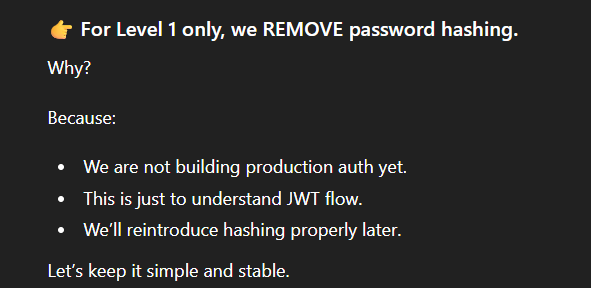 👉 For Level 1 only, we REMOVE password hashing.
Why?
Because:
• We are not building production auth yet.
• This is just to understand JWT flow.
• We’ll reintroduce hashing properly later.
Let’s keep it simple and stable.